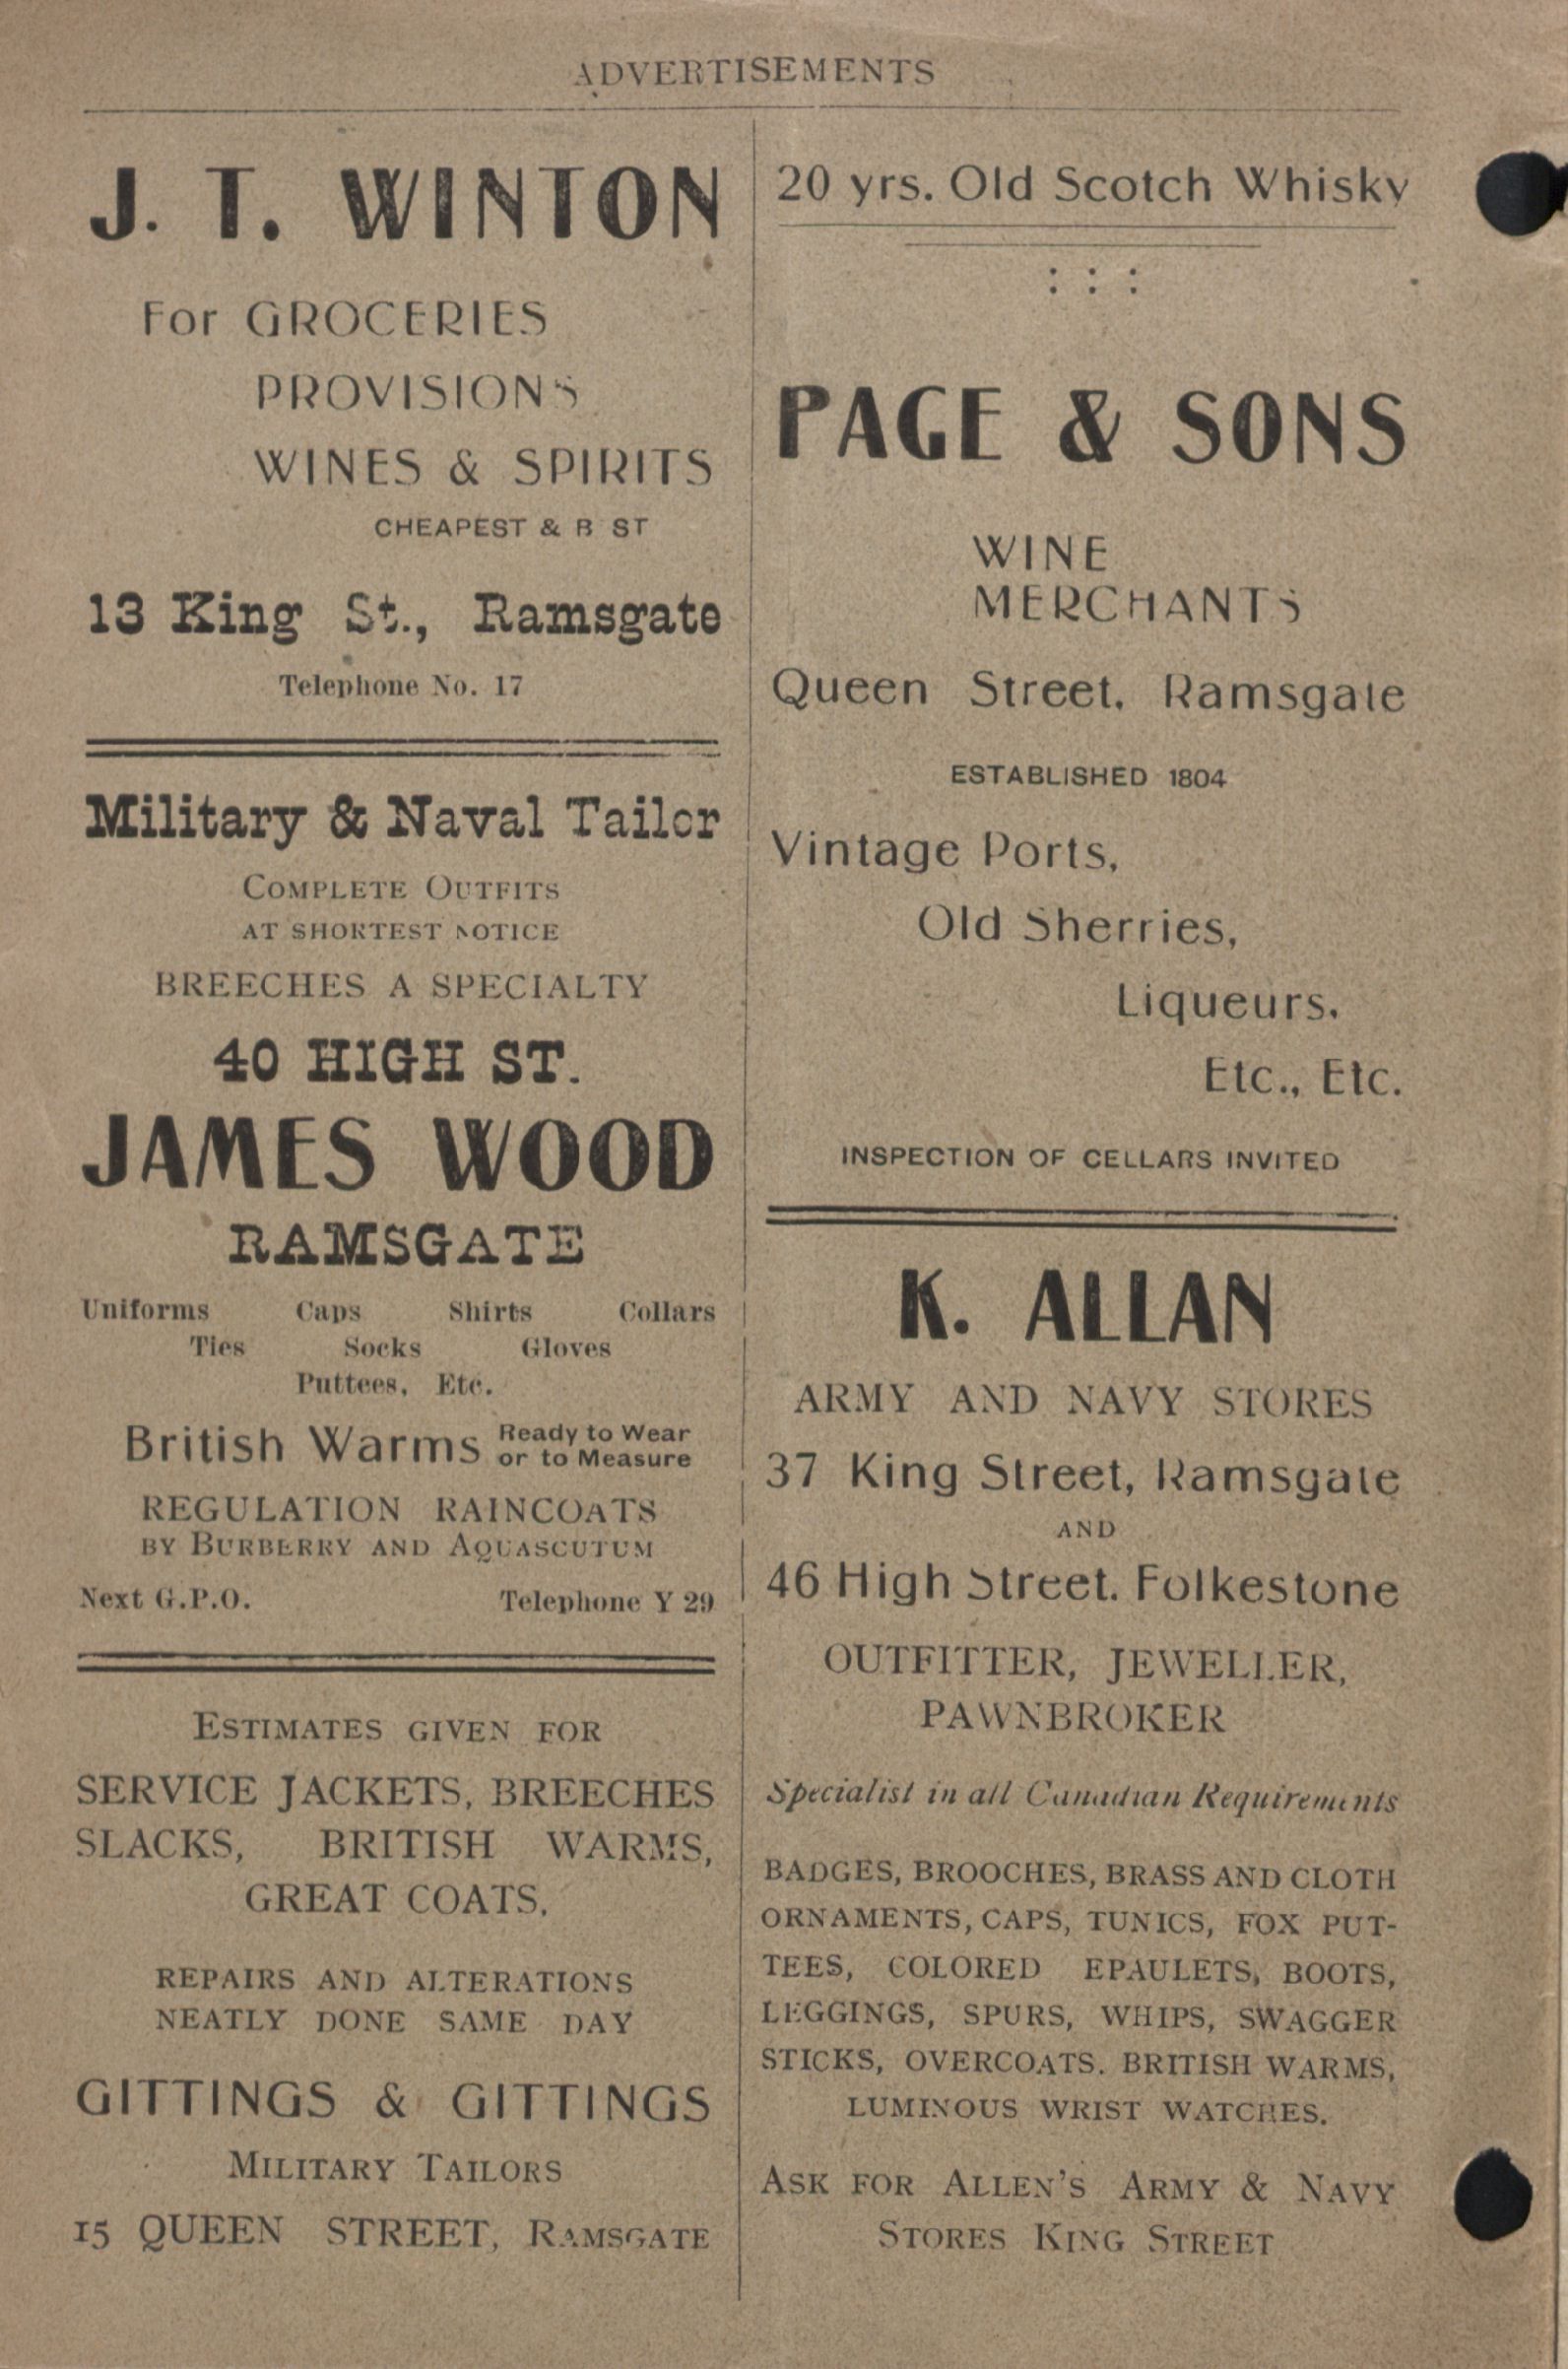 ADVERTISEMENTS
J. T. WINTON
For GROCERIES
PROVISIONS
WINES & SPIRITS
CHEAPEST & B ST
13 King St., Ramsgate
Telephone No. 17
Military & Naval Tailor
COMPLETE OUTFITS
AT SHORTEST NOTICE
BREECHES A SPECIALTY
40 HIGH ST.
JAMES WOOD
RAMSGATE
Uniforms Caps Shirts Collars
Ties Socks Gloves
Puttees, Etc.
British Warms Ready to Wear
or to Measure
REGULATION RAINCOATS
BY BURBERRY AND AQUASCUTUM
Next G.P.O. Telephone Y 29
ESTIMATES GIVEN FOR
SERVICE JACKETS, BREECHES
SLACKS, BRITISH WARMS,
GREAT COATS,
REPAIRS AND ALTERATIONS
NEATLY DONE SAME DAY
GITTINGS & GITTINGS
MILITARY TAILORS
15 QUEEN STREET, RAMSGATE
20 yrs. Old Scotch Whisky
: : :
PAGE & SONS
WINE
MERCHANTS
Queen Street, Ramsgate
ESTABLISHED 1804
Vintage Ports,
Old Sherries,
Liqueurs,
Etc., Etc.
INSPECTION OF CELLARS INVITED
K. ALLAN
ARMY AND NAVY STORES
37 King Street, Ramsgate
AND
46 High Street, Folkestone
OUTFITTER, JEWELLER,
PAWNBROKER
Specialist in all Canadian Requirements
BADGES, BROOCHES, BRASS AND CLOTH
ORNAMENTS, CAPS, TUNICS, FOX PUT-
TEES, COLORED EPAULETS, BOOTS,
LEGGINGS, SPURS, WHIPS, SWAGGER
STICKS, OVERCOATS. BRITISH WARMS,
LUMINOUS WRIST WATCHES.
ASK FOR ALLEN'S ARMY & NAVY
STORES KING STREET